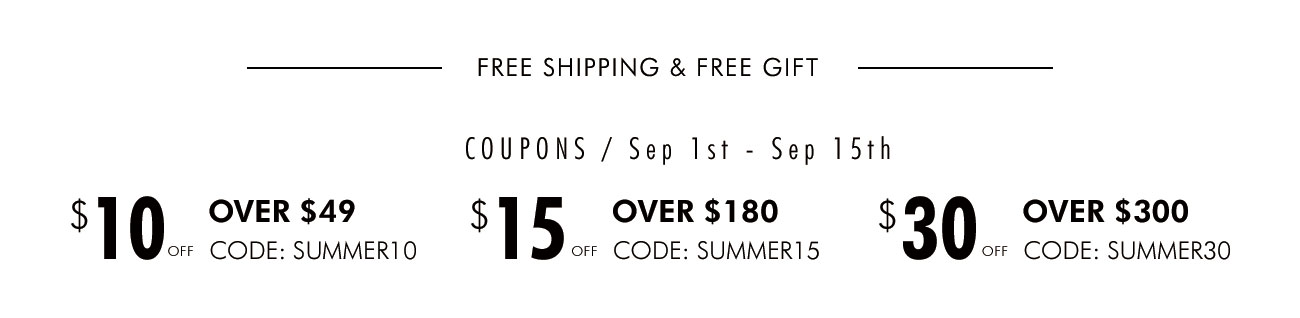 FREE SHIPPING & FREE GIFT
COUPONS / Sep 1st - Sep 15th
$10 OFF OVER $49
CODE: SUMMER10
$15 OFF OVER $180
CODE: SUMMER15
$30 OFF OVER $300
CODE: SUMMER30